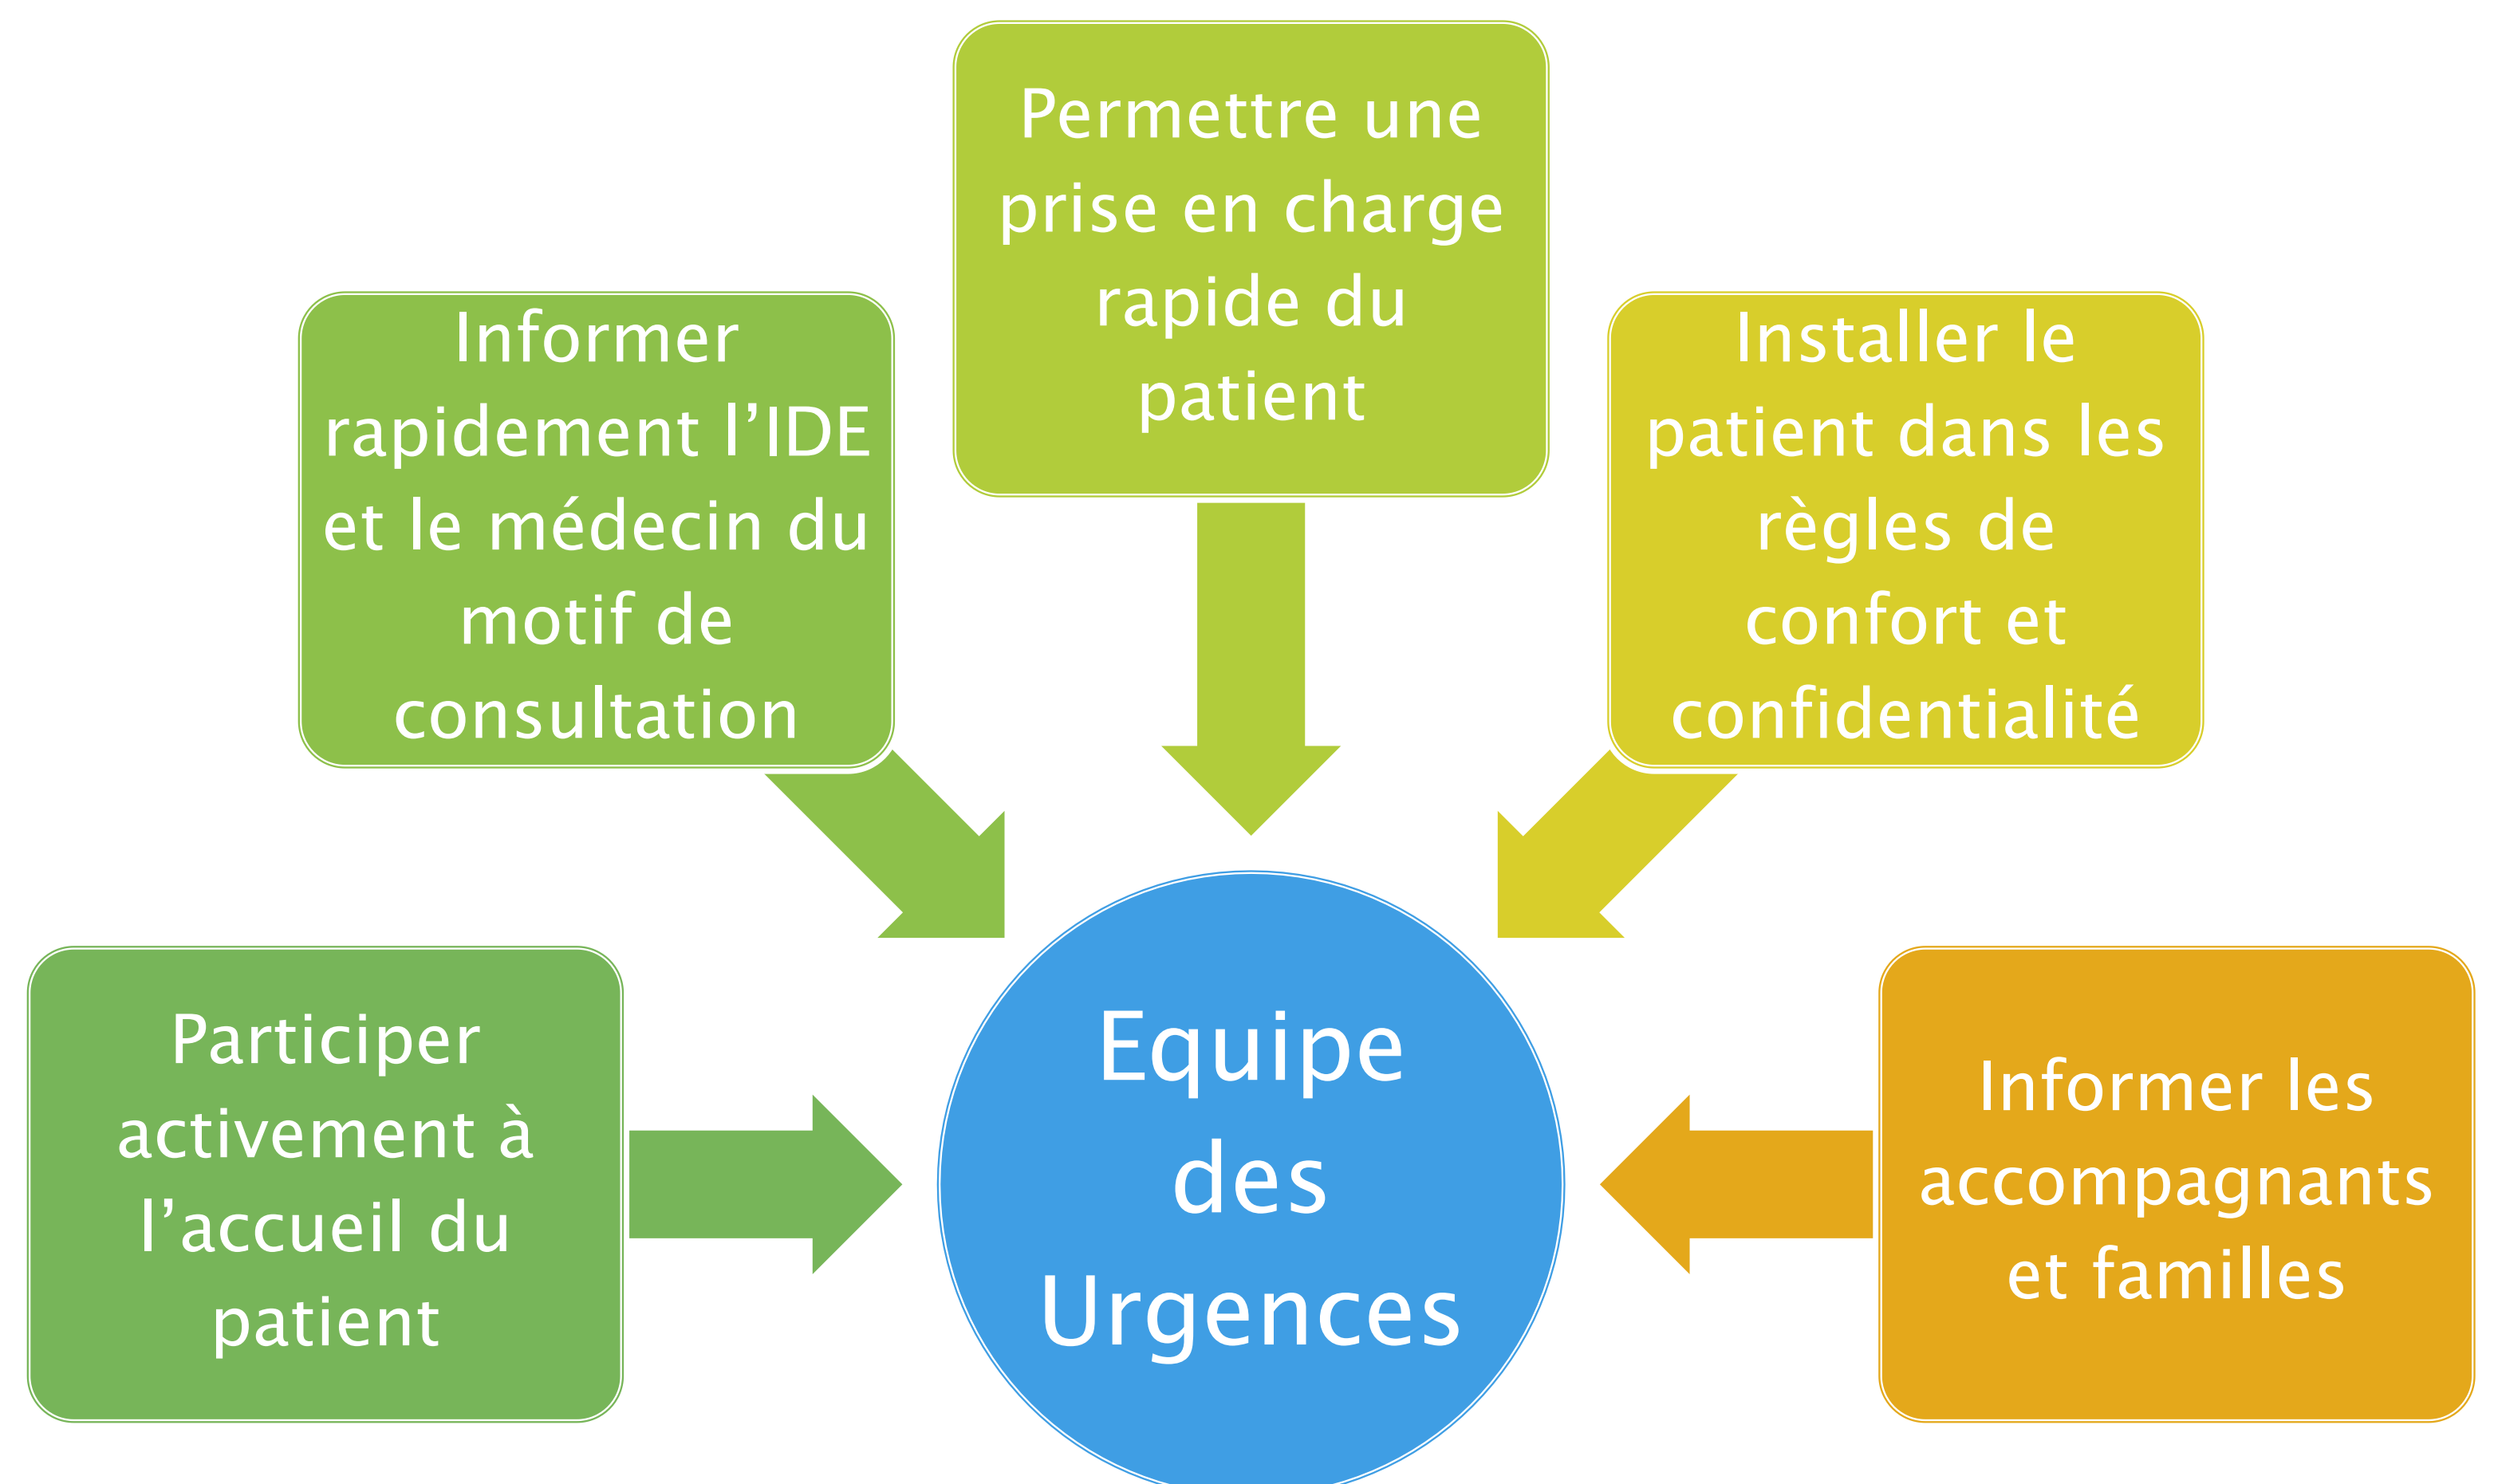 Permettre une
prise en charge
rapide du
patient
Informer
rapidement l’IDE
et le médecin du
motif de
consultation
Installer le
patient dans les
règles de
confort et
confidentialité
Participer
activement à
l’accueil du
patient
Equipe
des
Urgences
Informer les
accompagnants
et familles